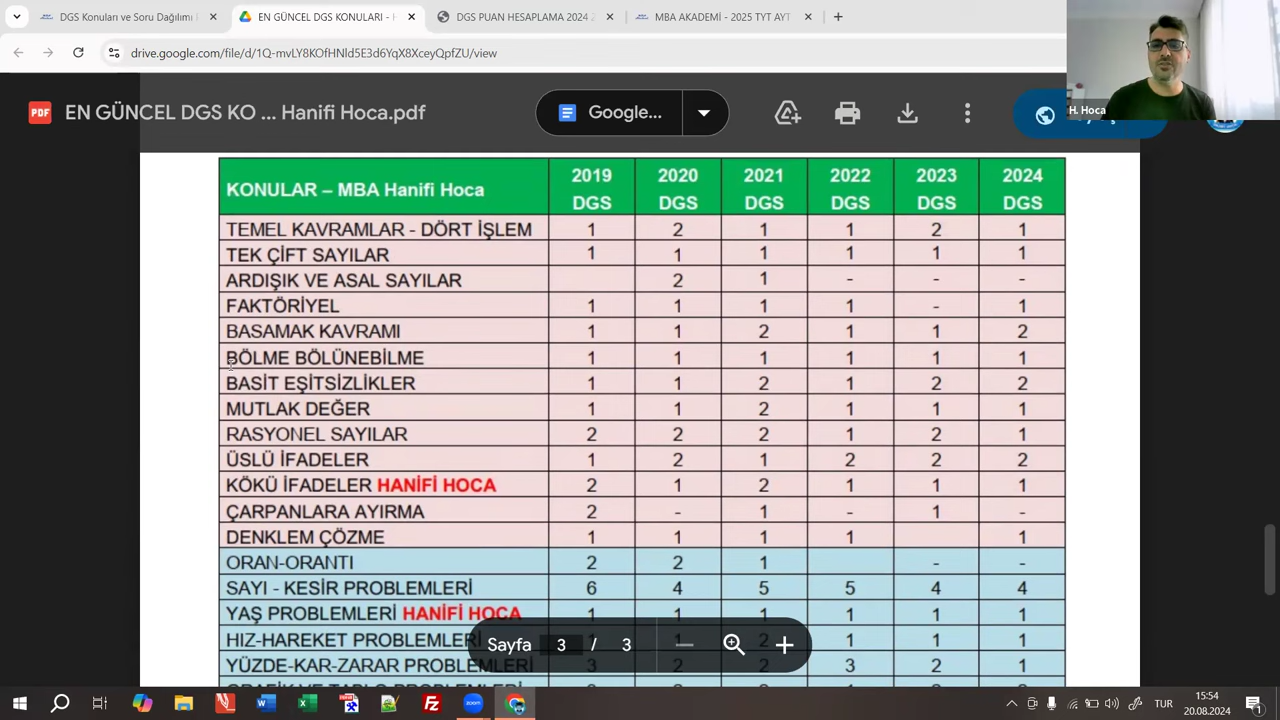 DGS Konuları ve Soru Dağılımı
EN GÜNCEL DGS KONULARI - H
DGS PUAN HESAPLAMA 2024 2
MBA AKADEMİ - 2025 TYT AYT
drive.google.com/file/d/1Q-mvLY8KOfHNld5E3d6YqX8XceyQpfZU/view
PDF EN GÜNCEL DGS KO ... Hanifi Hoca.pdf
Google...
H. Hoca
KONULAR – MBA Hanifi Hoca 2019 DGS 2020 DGS 2021 DGS 2022 DGS 2023 DGS 2024 DGS
TEMEL KAVRAMLAR - DÖRT İŞLEM 1 2 1 1 2 1
TEK ÇİFT SAYILAR 1 1 1 1 1 1
ARDIŞIK VE ASAL SAYILAR 2 1 - - -
FAKTÖRİYEL 1 1 1 1 - 1
BASAMAK KAVRAMI 1 1 2 1 1 2
BÖLME BÖLÜNEBİLME 1 1 1 1 1 1
BASİT EŞİTSİZLİKLER 1 1 2 1 2 2
MUTLAK DEĞER 1 1 2 1 1 1
RASYONEL SAYILAR 2 2 2 1 2 1
ÜSLÜ İFADELER 1 2 1 2 2 2
KÖKÜ İFADELER HANİFİ HOCA 2 1 2 1 1 1
ÇARPANLARA AYIRMA 2 - 1 - 1 -
DENKLEM ÇÖZME 1 1 1 1 1
ORAN-ORANTI 2 2 1 - -
SAYI - KESİR PROBLEMLERİ 6 4 5 5 4 4
YAŞ PROBLEMLERİ HANİFİ HOCA 1 1 1 1 1 1
HIZ-HAREKET PROBLEMLERİ 1 1 2 1 1 1
YÜZDE-KAR-ZARAR PROBLEMLERİ 3 2 2 3 2 1
Sayfa 3 / 3
TUR
15:54
20.08.2024